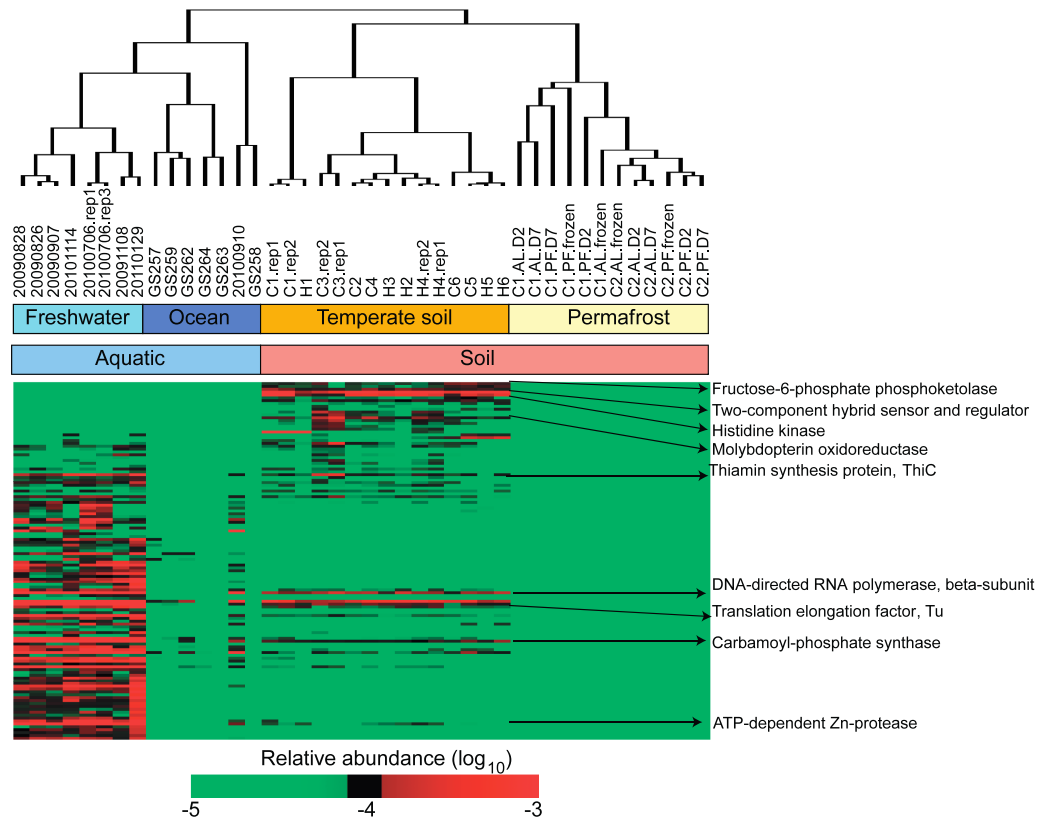 20090828
20090826
20090907
20101114
20100706.rep1
20100706.rep3
20091108
20110129
GS257
GS259
GS262
GS264
GS263
20100910
GS258
C1.rep1
C1.rep2
H1
C3.rep2
C3.rep1
C2
C4
H3
H2
H4.rep2
H4.rep1
C6
C5
H5
H6
C1.AL.D2
C1.AL.D7
C1.PF.D7
C1.PF.frozen
C1.PF.D2
C1.AL.frozen
C2.AL.frozen
C2.AL.D2
C2.AL.D7
C2.PF.frozen
C2.PF.D2
C2.PF.D7
Freshwater Ocean Temperate soil Permafrost
Aquatic Soil
Fructose-6-phosphate phosphoketolase
Two-component hybrid sensor and regulator
Histidine kinase
Molybdopterin oxidoreductase
Thiamin synthesis protein, ThiC
DNA-directed RNA polymerase, beta-subunit
Translation elongation factor, Tu
Carbamoyl-phosphate synthase
ATP-dependent Zn-protease
Relative abundance (log10)
-5 -4 -3